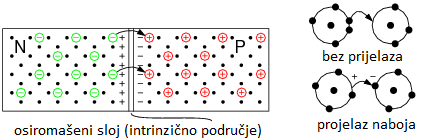 N
P
bez prijelaza
+ -
osiromašeni sloj (intrinzično područje)
projelaz naboja